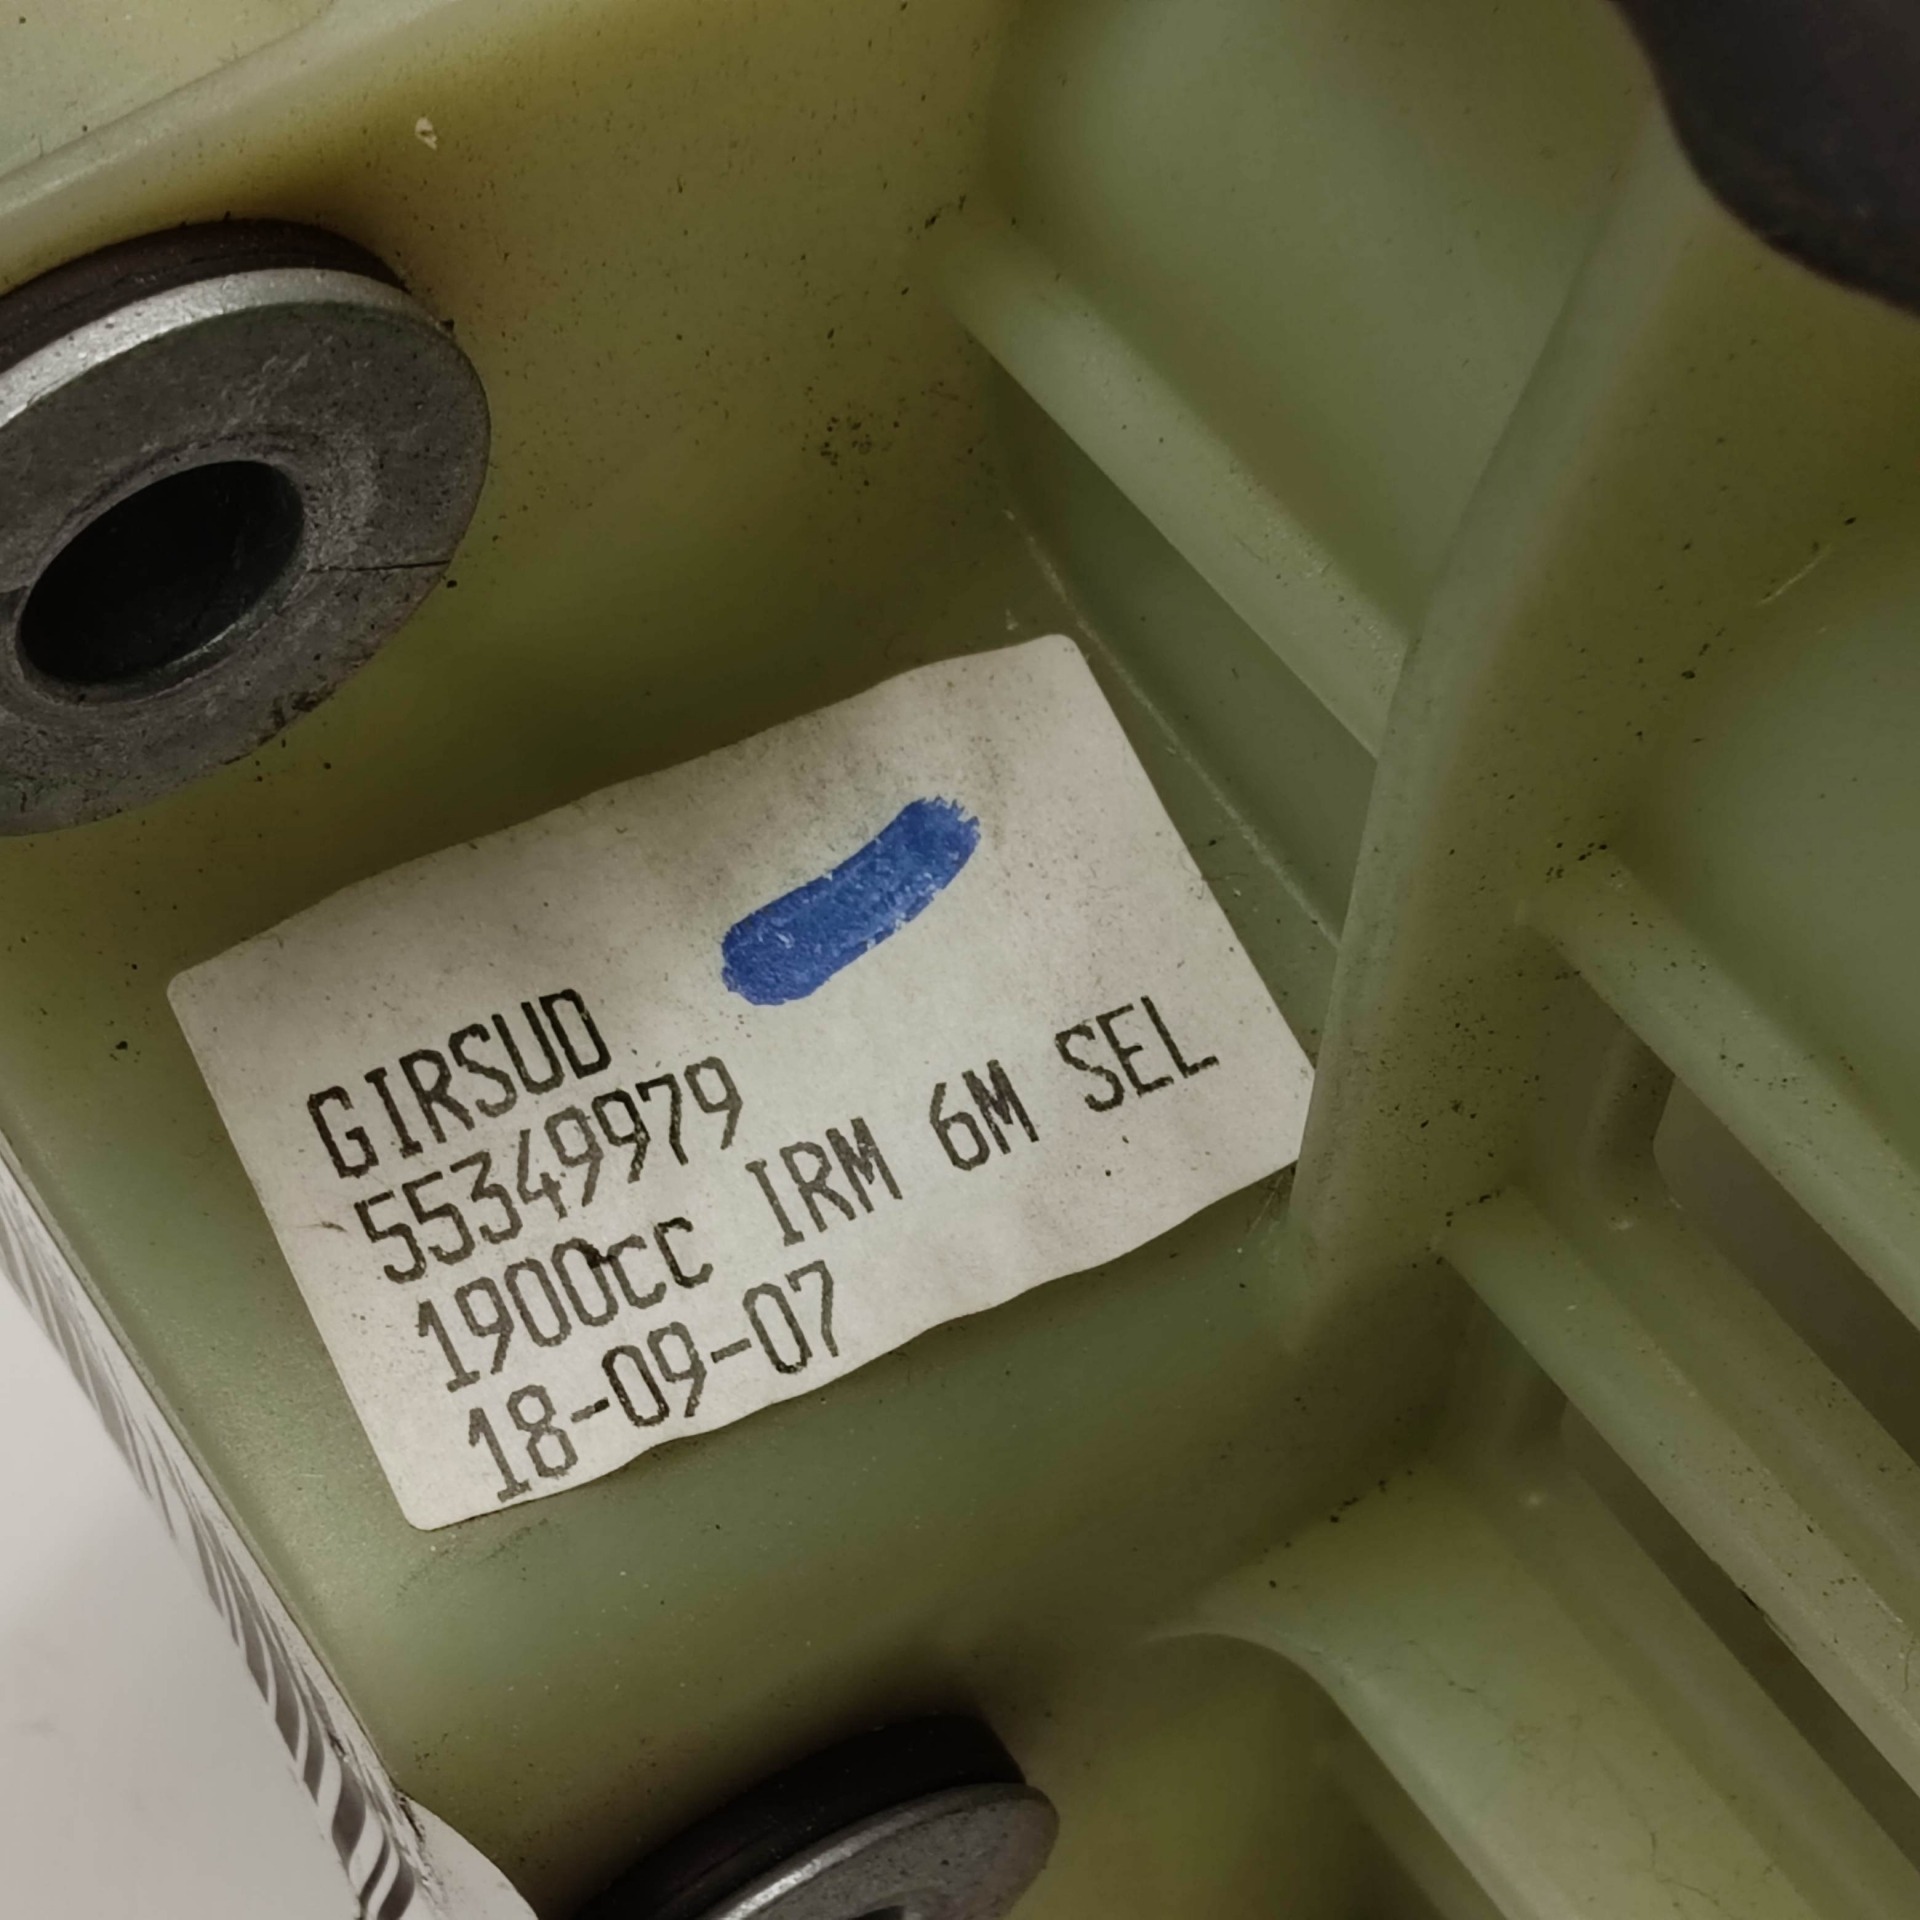 GIRSUD
55349979
1900cc IRM 6M SEL
18-09-07